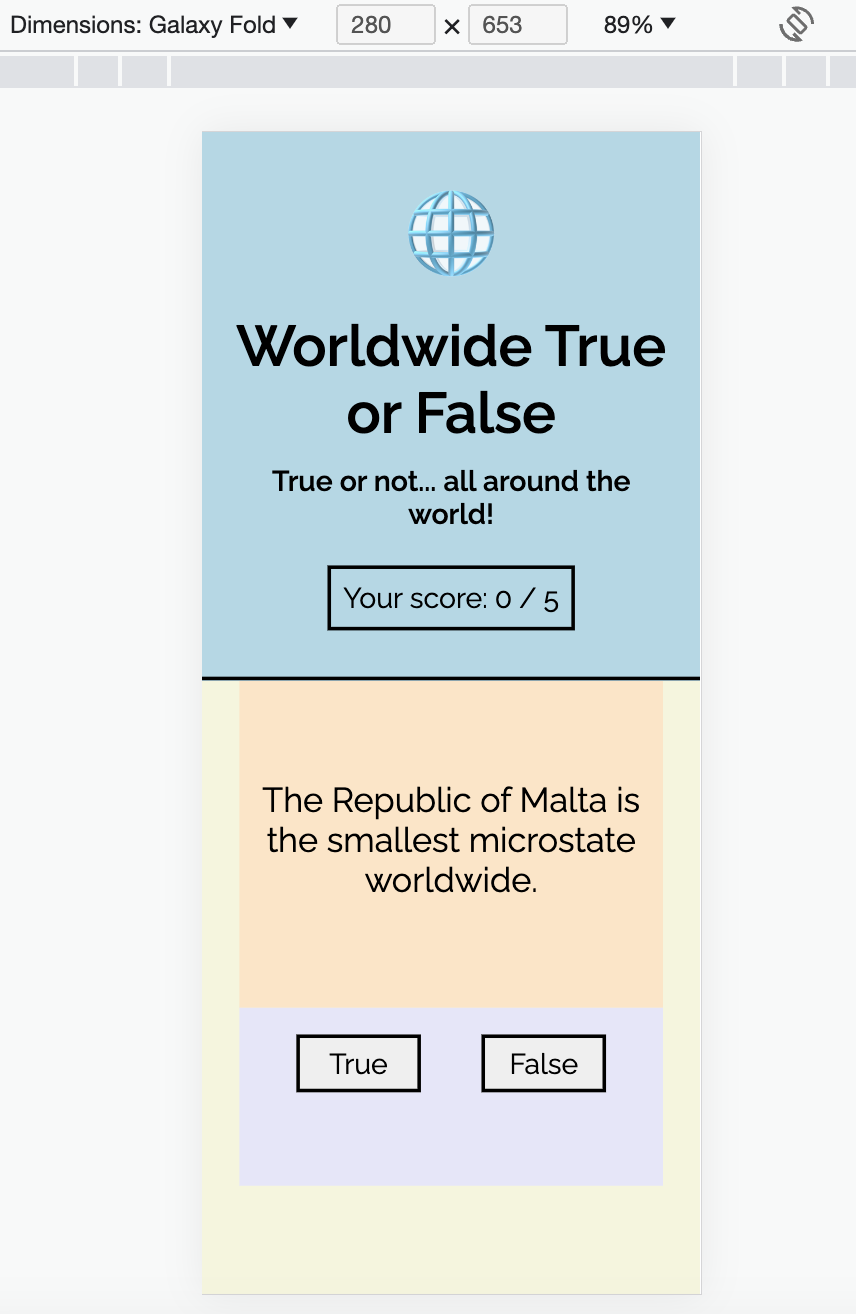 Dimensions: Galaxy Fold 280 × 653 89%
Worldwide True
or False
True or not... all around the
world!
Your score: 0 / 5
The Republic of Malta is
the smallest microstate
worldwide.
True False